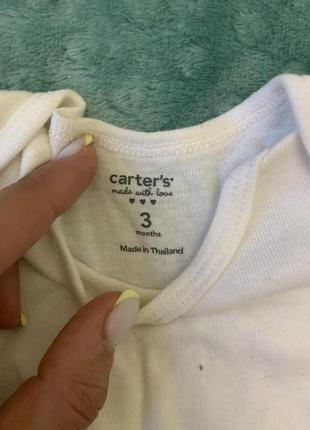 carter's®
made with love
♥ ♥ ♥
3
months
Made in Thailand